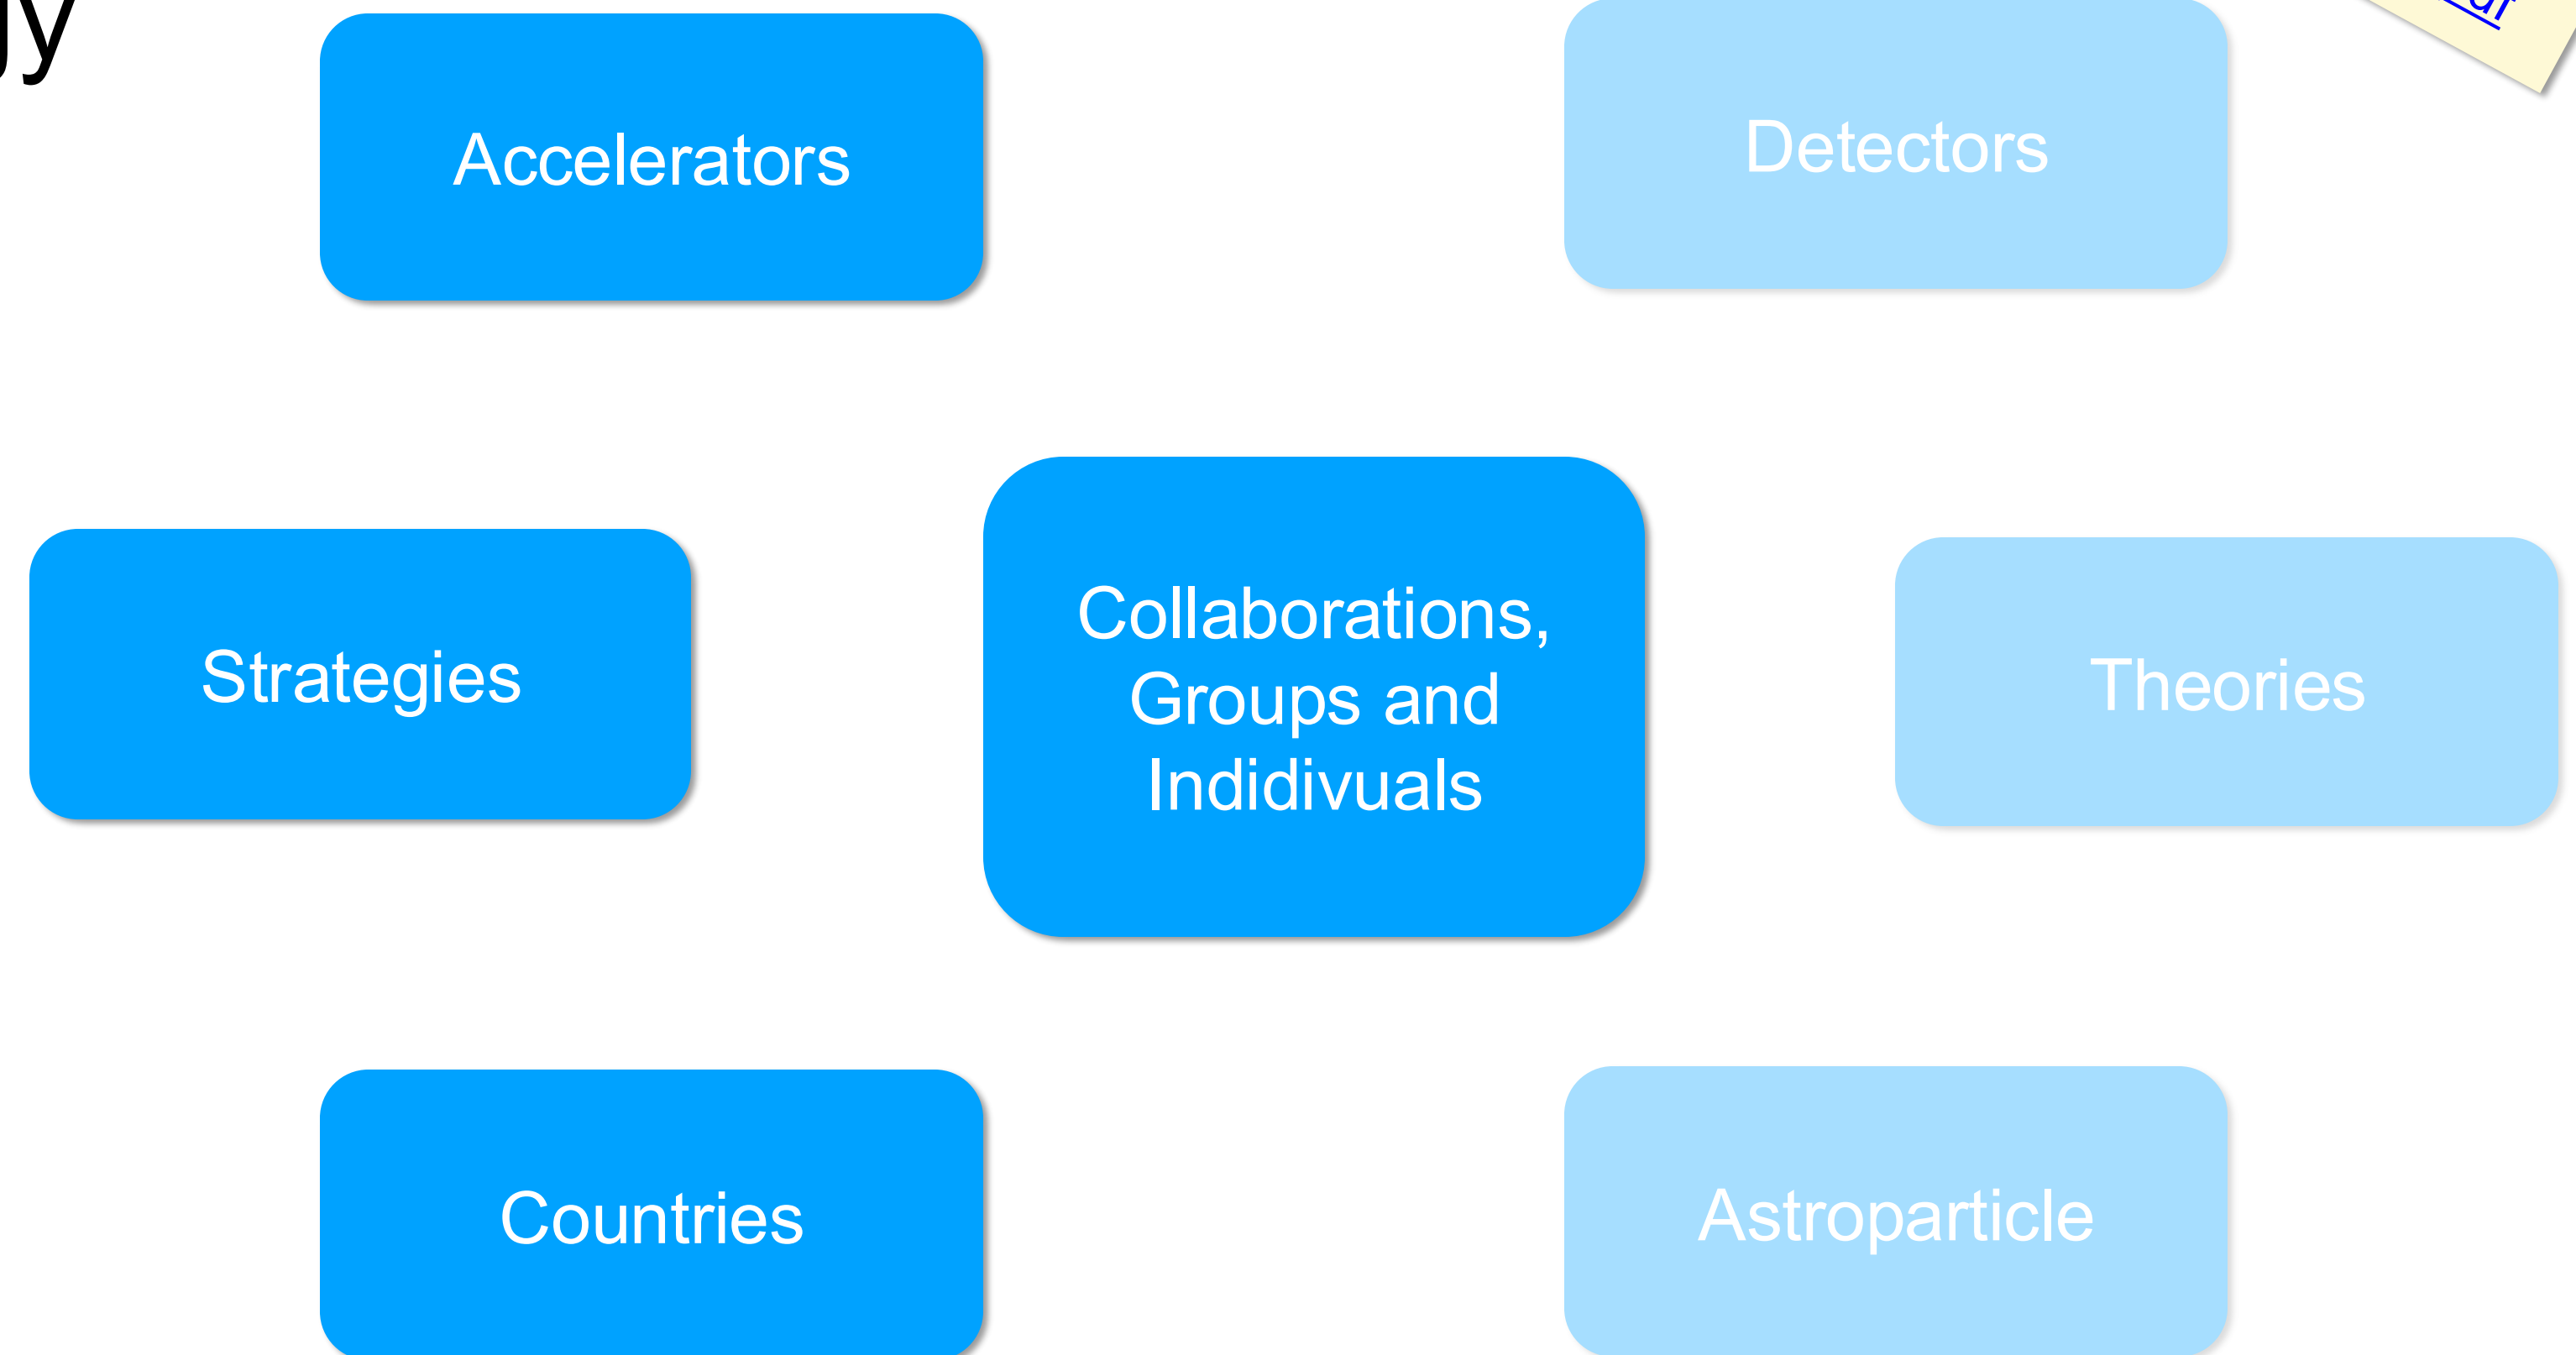 Accelerators
Detectors
Strategies
Collaborations,
Groups and
Indidivuals
Theories
Countries
Astroparticle